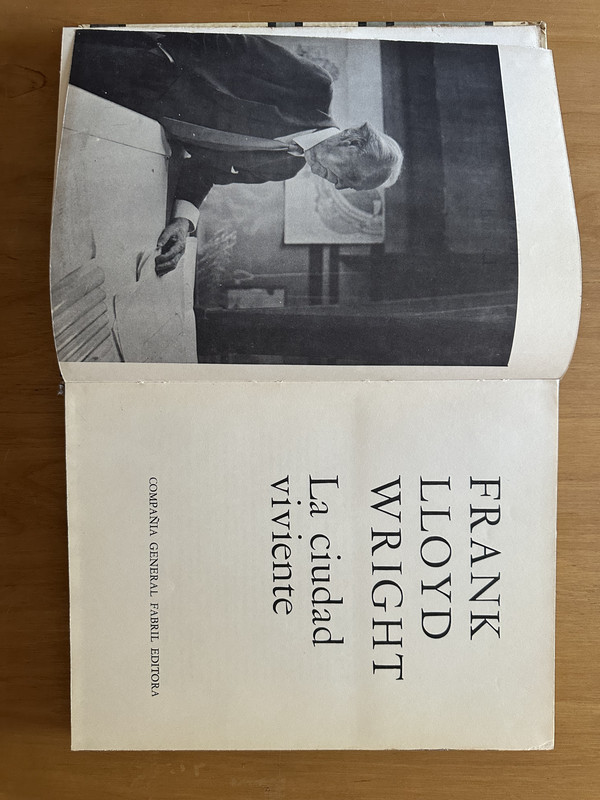 FRANK
LLOYD
WRIGHT
La ciudad
viviente
COMPAÑIA GENERAL FABRIL EDITORA